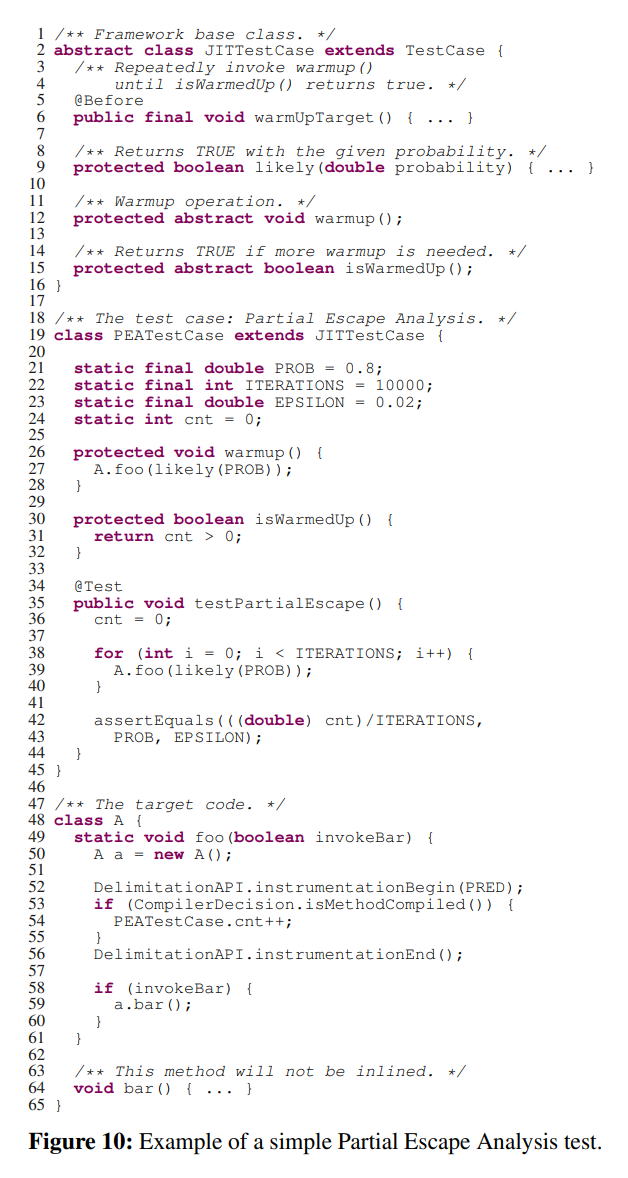 1 /** Framework base class. */
2 abstract class JITTestCase extends TestCase {
3   /** Repeatedly invoke warmup()
4       until isWarmedUp() returns true. */
5   @Before
6   public final void warmUpTarget() { ... }
7
8   /** Returns TRUE with the given probability. */
9   protected boolean likely(double probability) { ... }
10
11   /** Warmup operation. */
12   protected abstract void warmup();
13
14   /** Returns TRUE if more warmup is needed. */
15   protected abstract boolean isWarmedUp();
16 }
17
18 /** The test case: Partial Escape Analysis. */
19 class PEATestCase extends JITTestCase {
20
21   static final double PROB = 0.8;
22   static final int ITERATIONS = 10000;
23   static final double EPSILON = 0.02;
24   static int cnt = 0;
25
26   protected void warmup() {
27     A.foo(likely(PROB));
28   }
29
30   protected boolean isWarmedUp() {
31     return cnt > 0;
32   }
33
34   @Test
35   public void testPartialEscape() {
36     cnt = 0;
37
38     for (int i = 0; i < ITERATIONS; i++) {
39       A.foo(likely(PROB));
40     }
41
42     assertEquals(((double) cnt)/ITERATIONS,
43       PROB, EPSILON);
44   }
45 }
46
47 /** The target code. */
48 class A {
49   static void foo(boolean invokeBar) {
50     A a = new A();
51
52     DelimitationAPI.instrumentationBegin(PRED);
53     if (CompilerDecision.isMethodCompiled()) {
54       PEATestCase.cnt++;
55     }
56     DelimitationAPI.instrumentationEnd();
57
58     if (invokeBar) {
59       a.bar();
60     }
61   }
62
63   /** This method will not be inlined. */
64   void bar() { ... }
65 }
Figure 10: Example of a simple Partial Escape Analysis test.